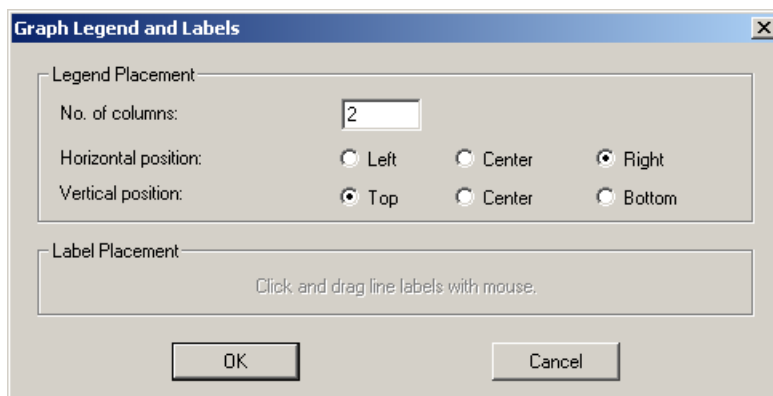 Graph Legend and Labels
Legend Placement
No. of columns: 2
Horizontal position: Left Center Right
Vertical position: Top Center Bottom
Label Placement
Click and drag line labels with mouse.
OK Cancel